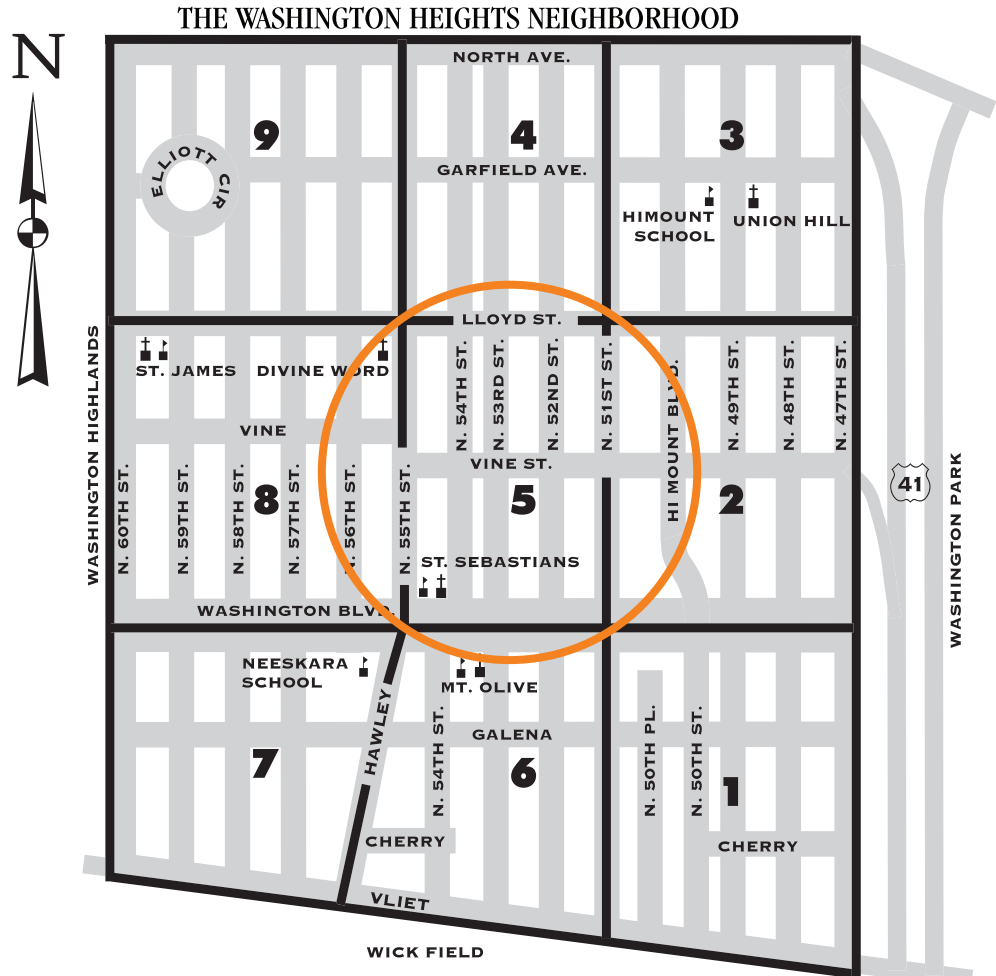 THE WASHINGTON HEIGHTS NEIGHBORHOOD
N
NORTH AVE.
9
4
3
ELLIOTT CIR
GARFIELD AVE.
HIMOUNT
SCHOOL
UNION HILL
LLOYD ST.
WASHINGTON HIGHLANDS
ST. JAMES
DIVINE WORD
N. 54TH ST.
N. 53RD ST.
N. 52ND ST.
N. 51ST ST.
HI MOUNT BLVD.
N. 49TH ST.
N. 48TH ST.
N. 47TH ST.
VINE
VINE ST.
N. 60TH ST.
N. 59TH ST.
N. 58TH ST.
8
N. 57TH ST.
N. 56TH ST.
N. 55TH ST.
5
2
41
WASHINGTON PARK
ST. SEBASTIANS
WASHINGTON BLVD.
NEESKARA
SCHOOL
MT. OLIVE
HAWLEY
N. 54TH ST.
GALENA
N. 50TH PL.
N. 50TH ST.
7
6
1
CHERRY
CHERRY
VLIET
WICK FIELD